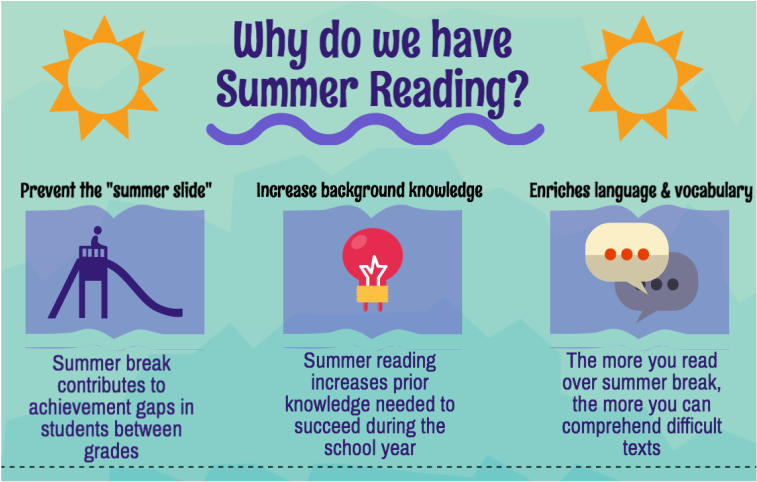 Why do we have
Summer Reading?
Prevent the "summer slide"
Increase background knowledge
Enriches language & vocabulary
Summer break
contributes to
achievement gaps in
students between
grades
Summer reading
increases prior
knowledge needed to
succeed during the
school year
The more you read
over summer break,
the more you can
comprehend difficult
texts